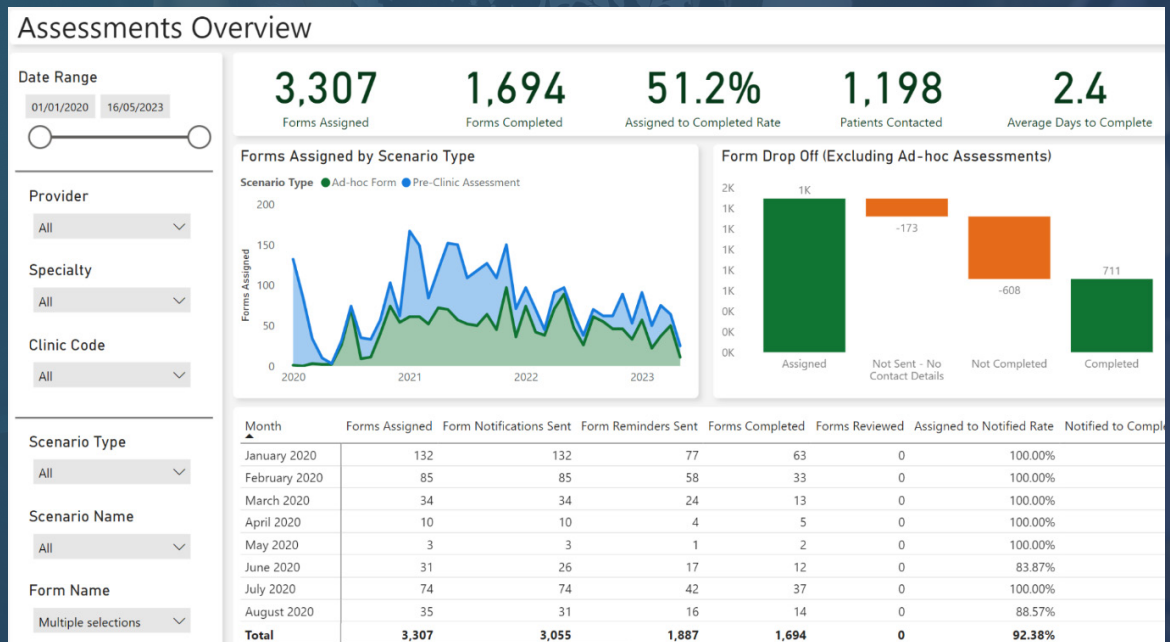 Assessments Overview
Date Range
01/01/2020 16/05/2023
Provider
All
Specialty
All
Clinic Code
All
Scenario Type
All
Scenario Name
All
Form Name
Multiple selections
3,307 1,694 51.2% 1,198 2.4
Forms Assigned Forms Completed Assigned to Completed Rate Patients Contacted Average Days to Complete
Forms Assigned by Scenario Type
Scenario Type Ad-hoc Form Pre-Clinic Assessment
Forms Assigned
200
150
100
50
0
2020 2021 2022 2023
Form Drop Off (Excluding Ad-hoc Assessments)
2K
1K
1K
1K
1K
1K
0K
0K
0K
1K
-173
-608
711
Assigned Not Sent - No Not Completed Completed
Contact Details
Month Forms Assigned Form Notifications Sent Form Reminders Sent Forms Completed Forms Reviewed Assigned to Notified Rate Notified to Comple
January 2020 132 132 77 63 0 100.00%
February 2020 85 85 58 33 0 100.00%
March 2020 34 34 24 13 0 100.00%
April 2020 10 10 4 5 0 100.00%
May 2020 3 3 1 2 0 100.00%
June 2020 31 26 17 12 0 83.87%
July 2020 74 74 42 37 0 100.00%
August 2020 35 31 16 14 0 88.57%
Total 3,307 3,055 1,887 1,694 0 92.38%